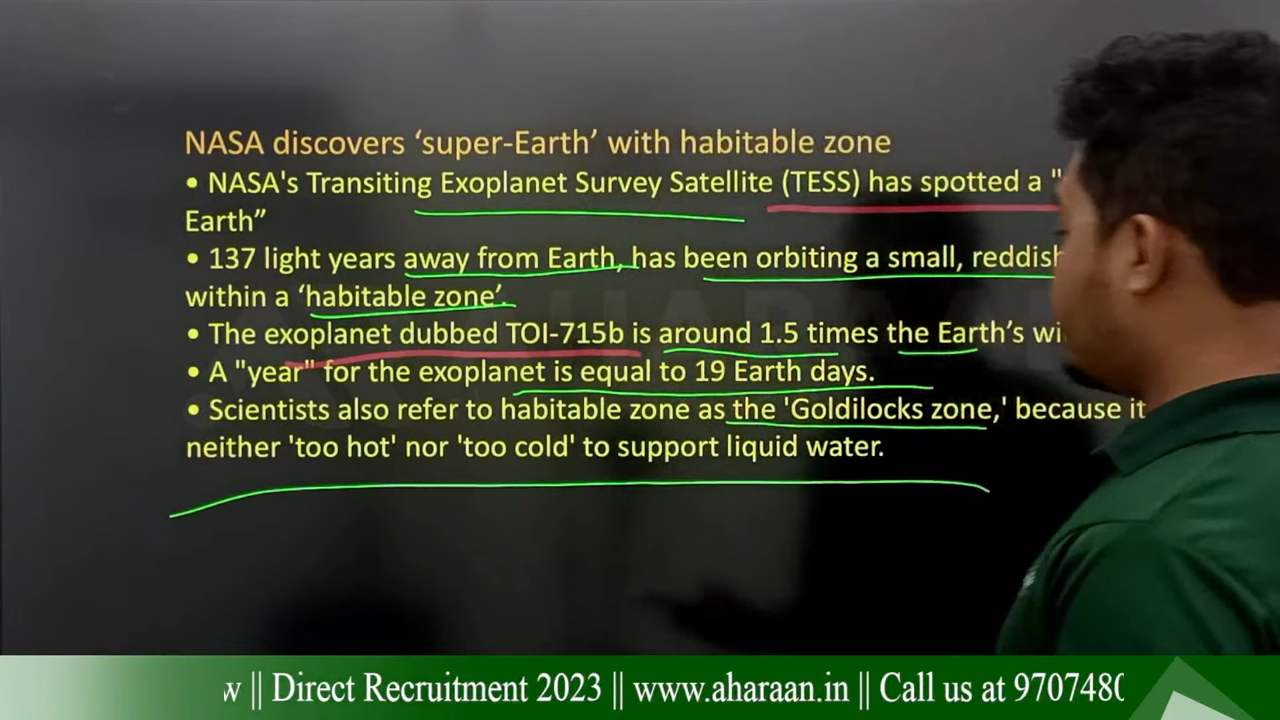 NASA discovers ‘super-Earth’ with habitable zone
• NASA's Transiting Exoplanet Survey Satellite (TESS) has spotted a "
Earth”
• 137 light years away from Earth, has been orbiting a small, reddish
within a ‘habitable zone’.
• The exoplanet dubbed TOI-715b is around 1.5 times the Earth’s
• A "year" for the exoplanet is equal to 19 Earth days.
• Scientists also refer to habitable zone as the 'Goldilocks zone,' because it
neither 'too hot' nor 'too cold' to support liquid water.
|| Direct Recruitment 2023 || www.aharaan.in || Call us at 970748